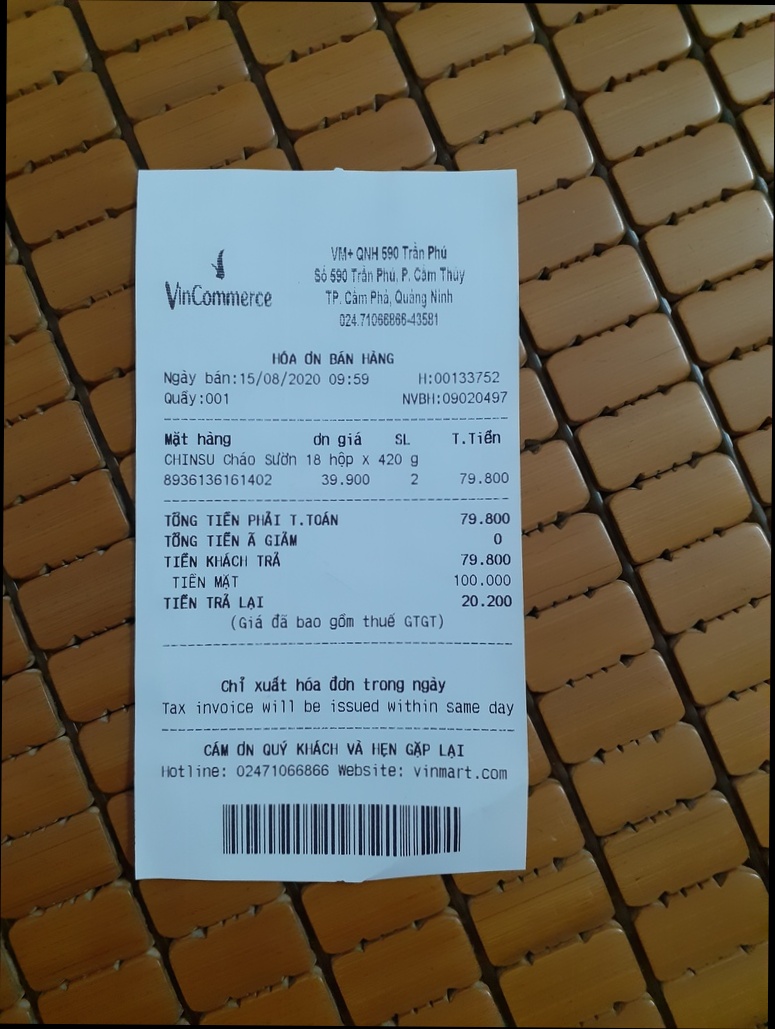 VinCommerce
VM+ QNH 590 Trần Phú
Số 590 Trần Phú, P. Cẩm Thủy
TP. Cẩm Phả, Quảng Ninh
024.71066866-43581
HÓA ƠN BÁN HÀNG
Ngày bán:15/08/2020 09:59 H:00133752
Quầy:001 NVBH:09020497
Mặt hàng ơn giá SL T.Tiền
CHINSU Cháo Sườn 18 hộp X 420 g
8936136161402 39.900 2 79.800
TỔNG TIỀN PHẢI T.TOÁN 79.800
TỔNG TIỀN Ã GIẢM 0
TIỀN KHÁCH TRẢ 79.800
TIỀN MẶT 100.000
TIỀN TRẢ LẠI 20.200
(Giá đã bao gồm thuế GTGT)
Chỉ xuất hóa đơn trong ngày
Tax invoice will be issued within same day
CẢM ƠN QUÝ KHÁCH VÀ HẸN GẶP LẠI
Hotline: 02471066866 Website: vinmart.com